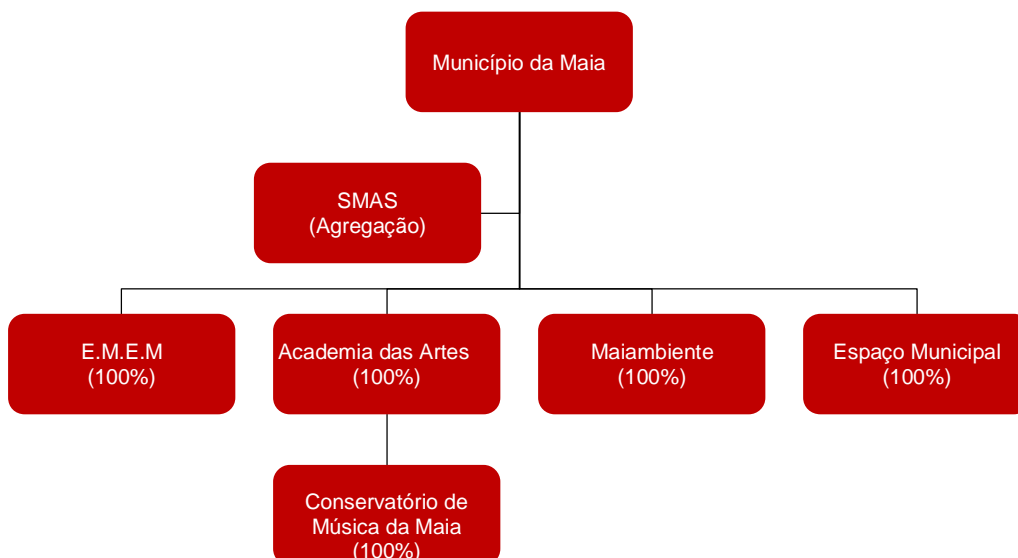 Município da Maia
SMAS
(Agregação)
E.M.E.M
(100%)
Academia das Artes
(100%)
Maiambiente
(100%)
Espaço Municipal
(100%)
Conservatório de
Música da Maia
(100%)